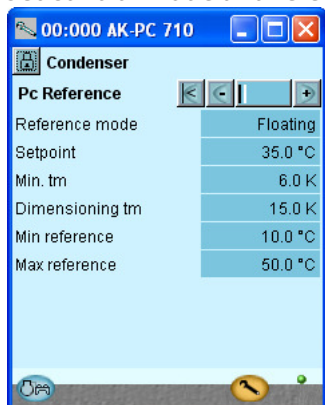 00:000 AK-PC 710
Condenser
Pc Reference
Reference mode Floating
Setpoint 35.0 °C
Min. tm 6.0 K
Dimensioning tm 15.0 K
Min reference 10.0 °C
Max reference 50.0 °C